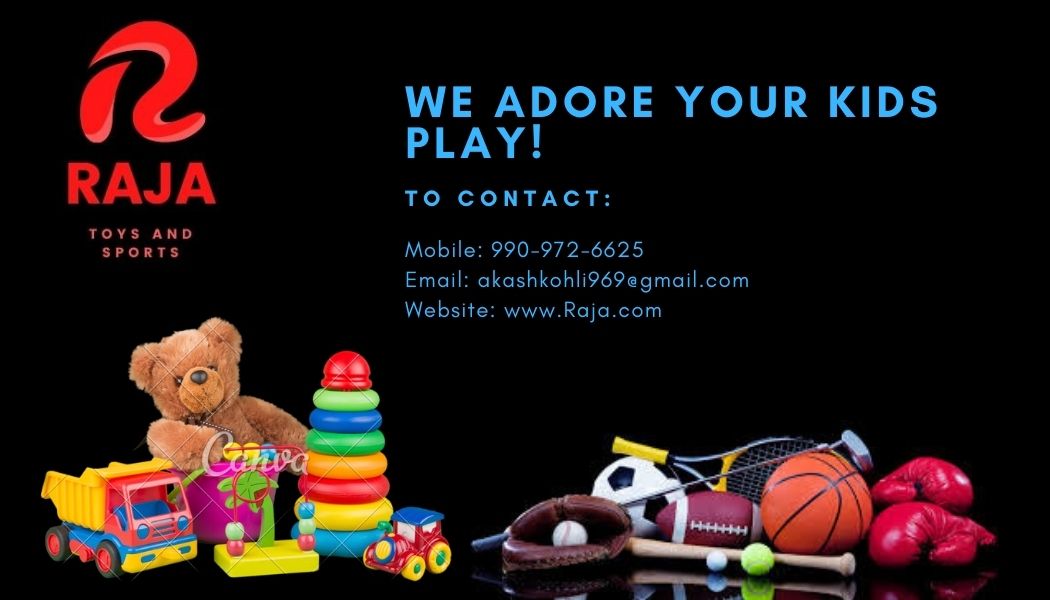 RAJA
TOYS AND
SPORTS
WE ADORE YOUR KIDS
PLAY!
TO CONTACT:
Mobile: 990-972-6625
Email: akashkohli969@gmail.com
Website: www.Raja.com
Canva